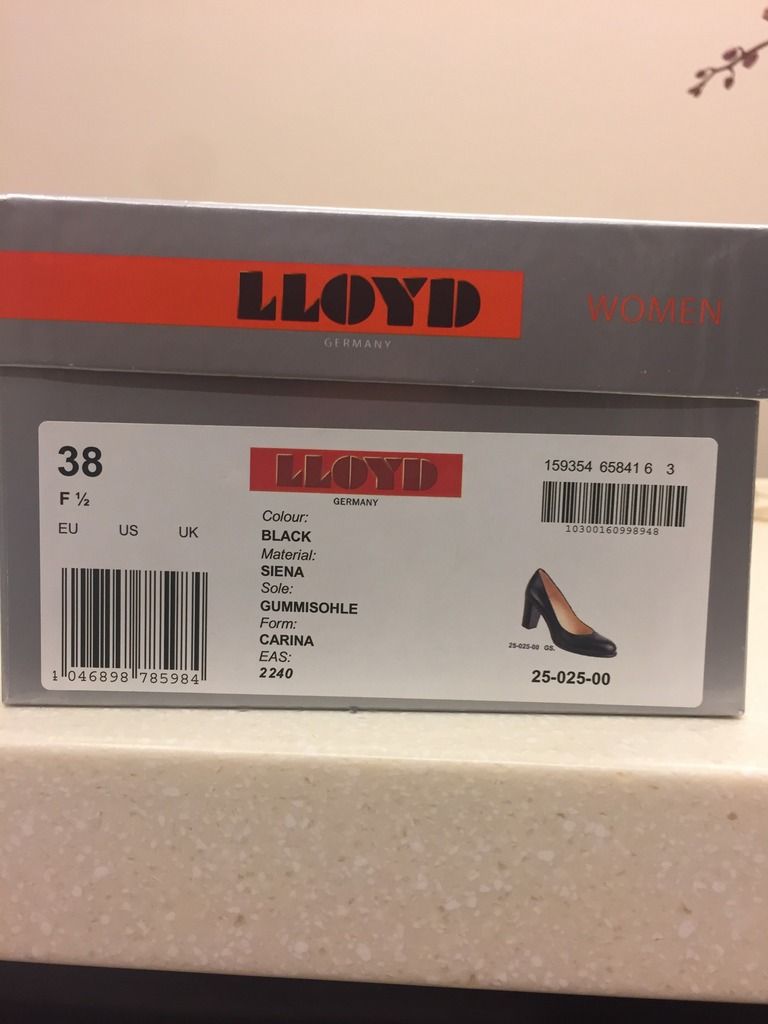 LLOYD
GERMANY
WOMEN
38
F ½
EU US UK
1 046898 785984
LLOYD
GERMANY
Colour:
BLACK
Material:
SIENA
Sole:
GUMMISOHLE
Form:
CARINA
EAS:
2240
159354 65841 6 3
10300160998948
25-025-00 GS.
25-025-00